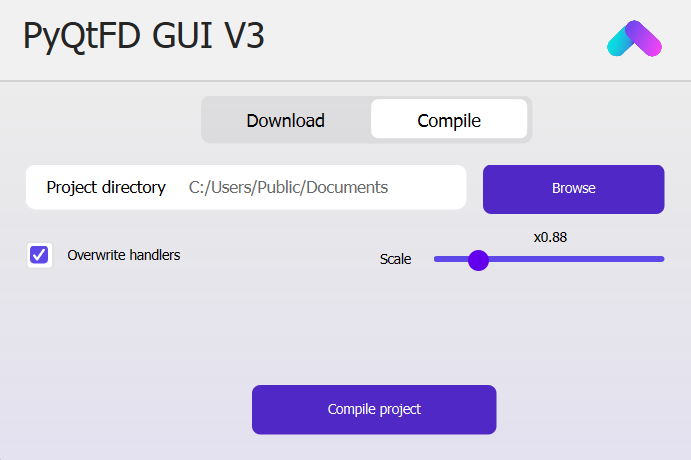 PyQtFD GUI V3
Download Compile
Project directory C:/Users/Public/Documents Browse
x0.88
Overwrite handlers Scale
Compile project